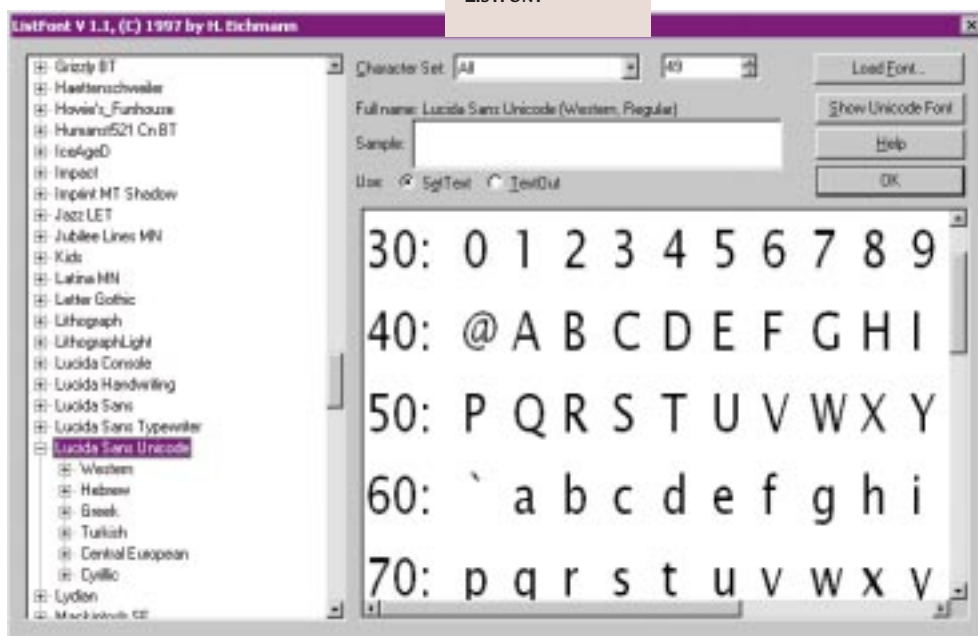 LISTFONT
ListFont V 1.1, (C) 1997 by H. Eichmann
Grizzly BT
Haettenschweiler
Howie's_Funhouse
Humanst521 Cn BT
IceAgeD
Impact
Imprint MT Shadow
Jazz LET
Jubilee Lines MN
Kids
Latina MN
Letter Gothic
Lithograph
LithographLight
Lucida Console
Lucida Handwriting
Lucida Sans
Lucida Sans Typewriter
Lucida Sans Unicode
Western
Hebrew
Greek
Turkish
Central European
Cyrillic
Lydian
Mackintosh SF
Character Set: All 49
Full name: Lucida Sans Unicode (Western, Regular)
Sample:
Use: SetText TextOut
Load Font...
Show Unicode Font
Help
OK
30: 0 1 2 3 4 5 6 7 8 9
40: @ A B C D E F G H I
50: P Q R S T U V W X Y
60: ` a b c d e f g h i
70: p q r s t u v w x y